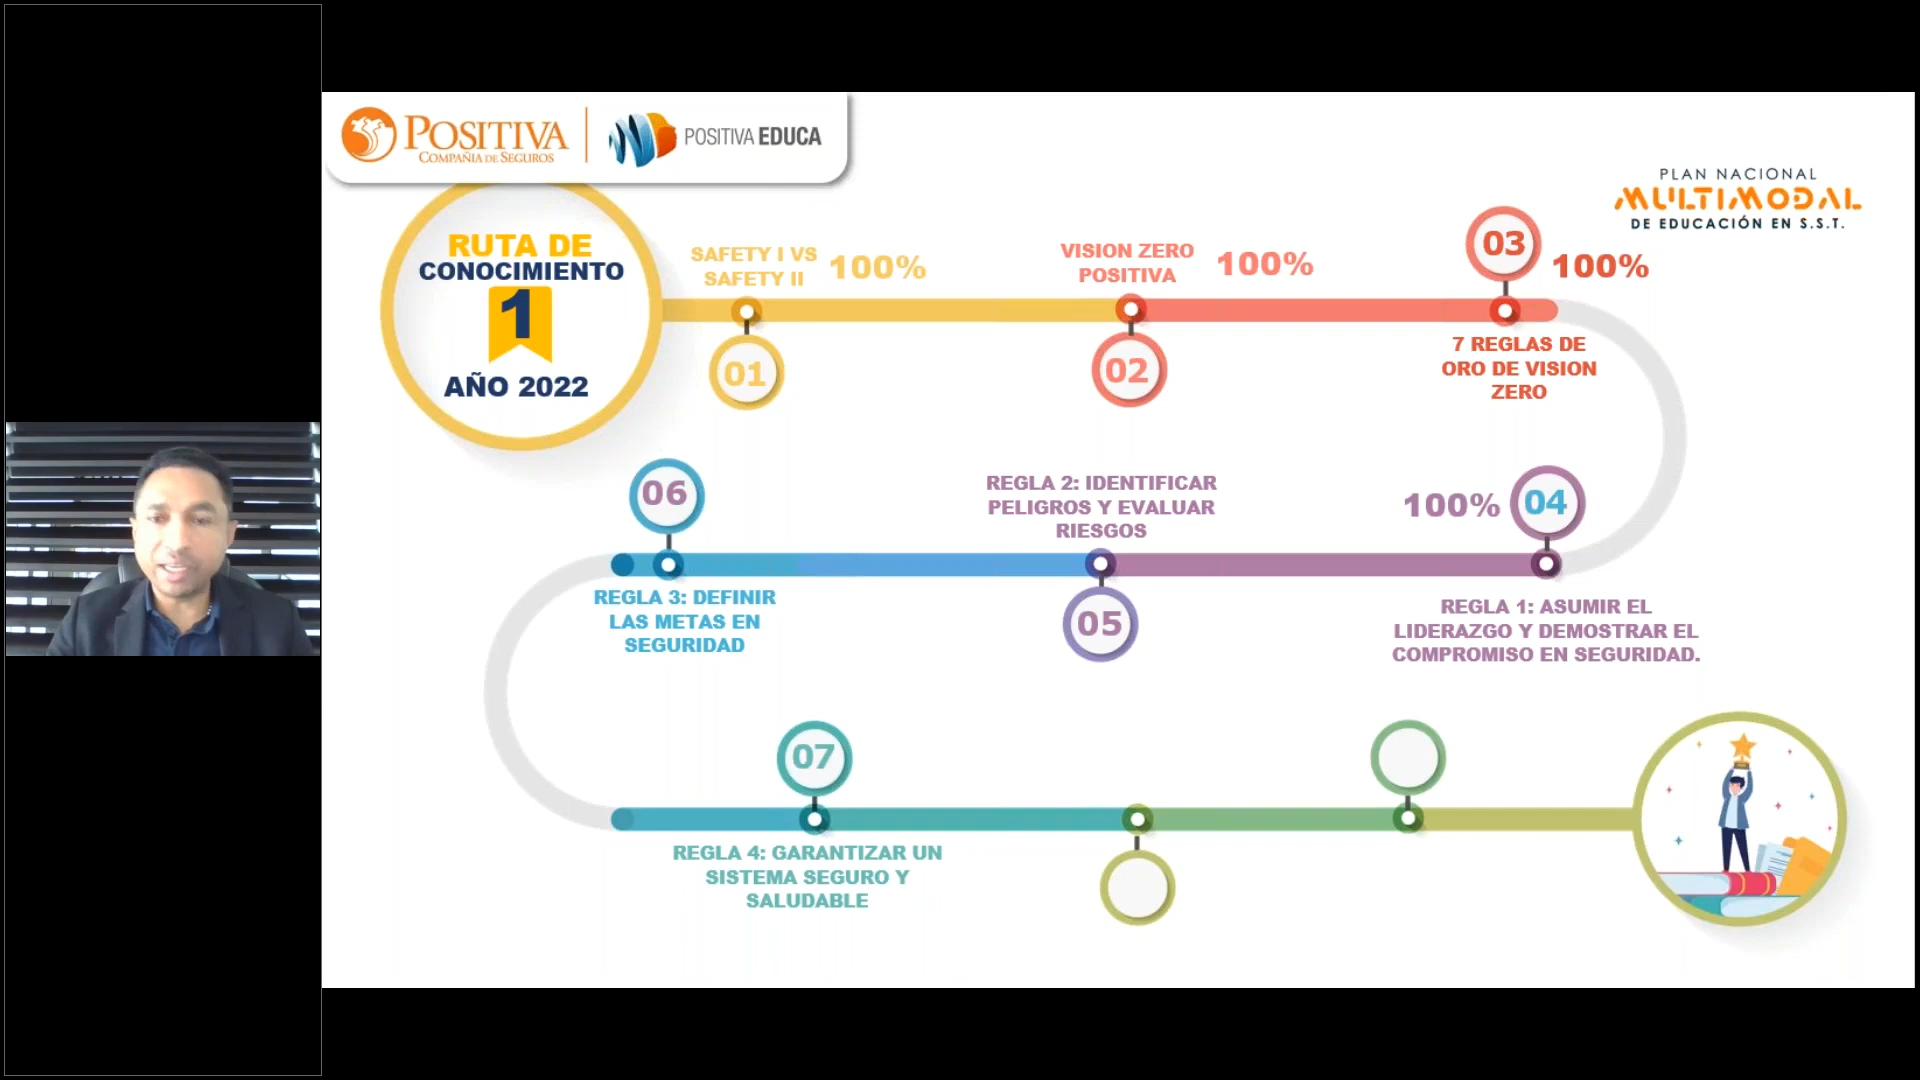 POSITIVA
COMPAÑIA DE SEGUROS
POSITIVA EDUCA
PLAN NACIONAL
MULTIMODAL
DE EDUCACIÓN EN S.S.T.
RUTA DE
CONOCIMIENTO
1
AÑO 2022
SAFETY I VS
SAFETY II
100%
01
VISION ZERO
POSITIVA
100%
02
03
100%
7 REGLAS DE
ORO DE VISION
ZERO
100%
04
REGLA 1: ASUMIR EL
LIDERAZGO Y DEMOSTRAR EL
COMPROMISO EN SEGURIDAD.
REGLA 2: IDENTIFICAR
PELIGROS Y EVALUAR
RIESGOS
05
06
REGLA 3: DEFINIR
LAS METAS EN
SEGURIDAD
07
REGLA 4: GARANTIZAR UN
SISTEMA SEGURO Y
SALUDABLE